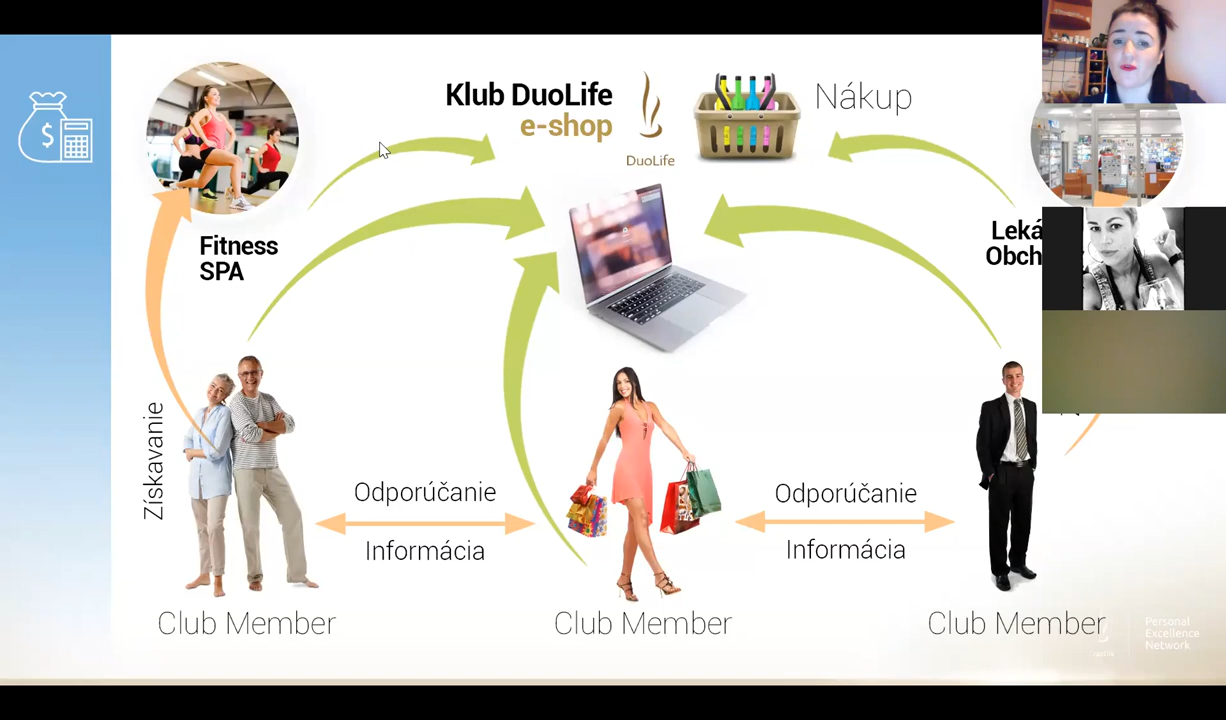 Klub DuoLife
e-shop
DuoLife
Nákup
Fitness
SPA
Leká
Obch
Získavanie
Odporúčanie
Informácia
Odporúčanie
Informácia
Club Member
Club Member
Club Member
Personal
Excellence
Network